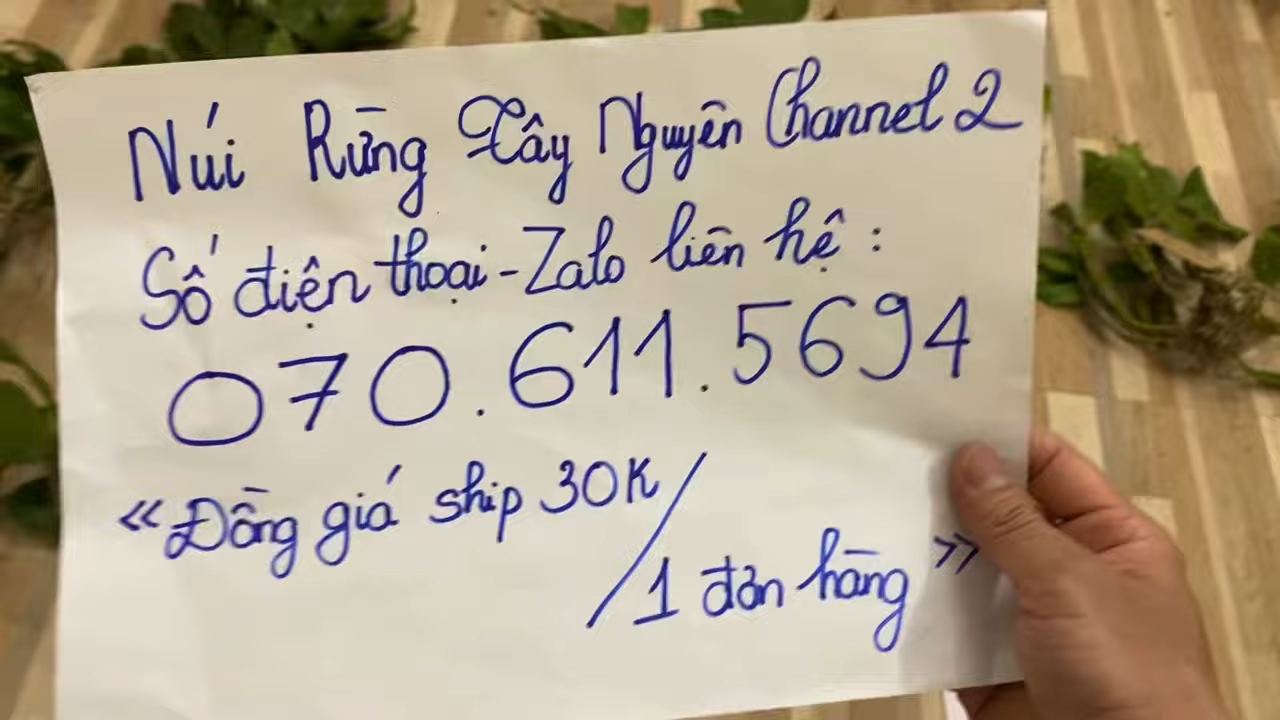 Núi Rừng Tây Nguyên Channel 2
Số điện thoại - Zalo liên hệ :
070.611.5694
« Đồng giá ship 30K /
1 đơn hàng »